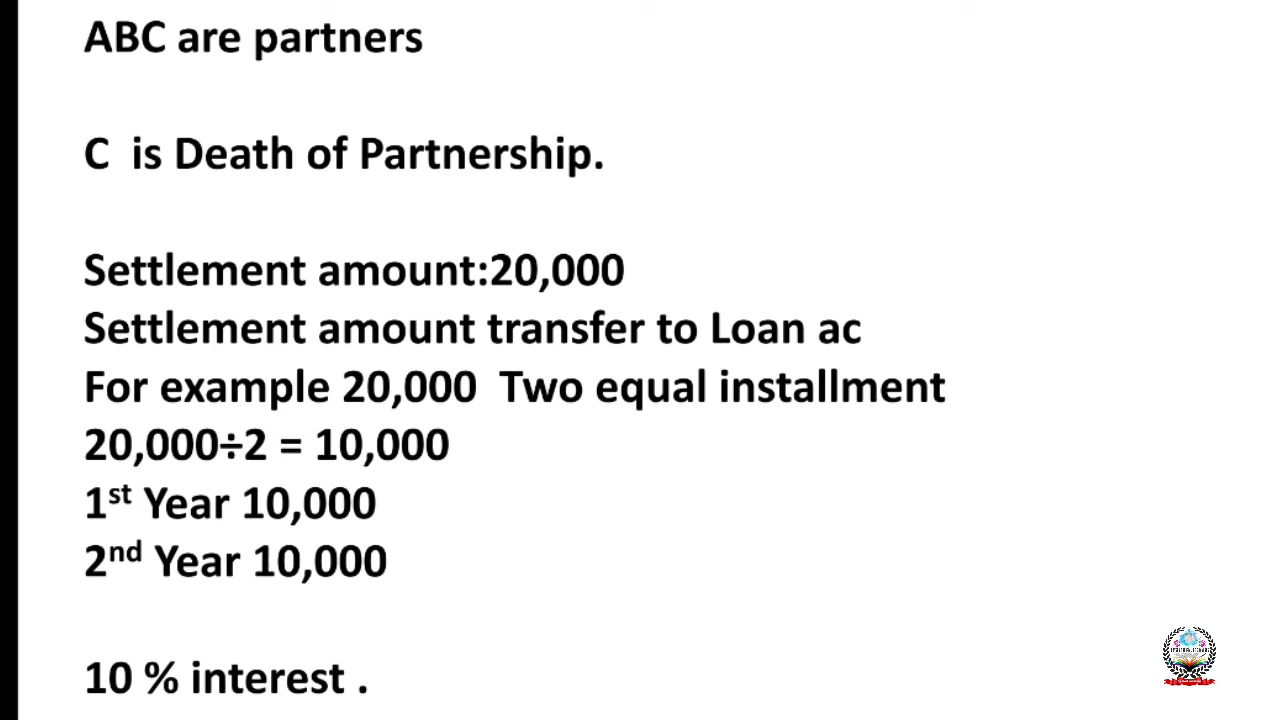 ABC are partners
C is Death of Partnership.
Settlement amount:20,000
Settlement amount transfer to Loan ac
For example 20,000 Two equal installment
20,000÷2 = 10,000
1st Year 10,000
2nd Year 10,000
10 % interest .